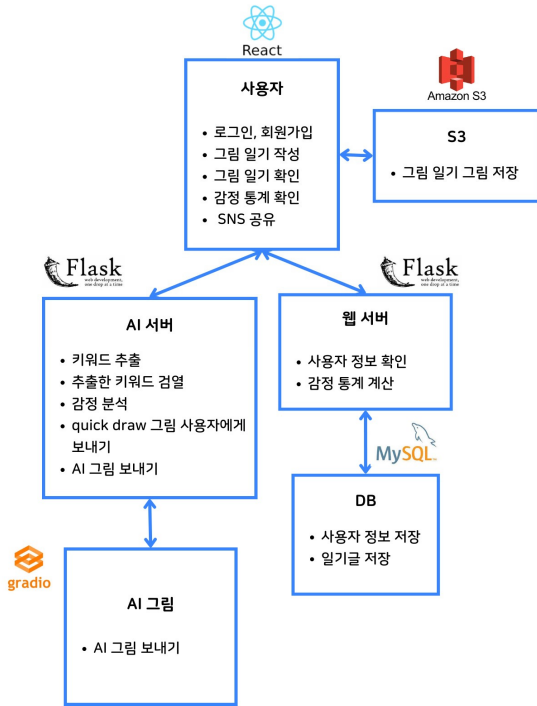 React
사용자
• 로그인, 회원가입
• 그림 일기 작성
• 그림 일기 확인
• 감정 통계 확인
• SNS 공유
Amazon S3
S3
• 그림 일기 그림 저장
Flask
web development,
one drop at a time
AI 서버
• 키워드 추출
• 추출한 키워드 검열
• 감정 분석
• quick draw 그림 사용자에게
보내기
• AI 그림 보내기
Flask
web development,
one drop at a time
웹 서버
• 사용자 정보 확인
• 감정 통계 계산
MySQL
DB
• 사용자 정보 저장
• 일기글 저장
gradio
AI 그림
• AI 그림 보내기